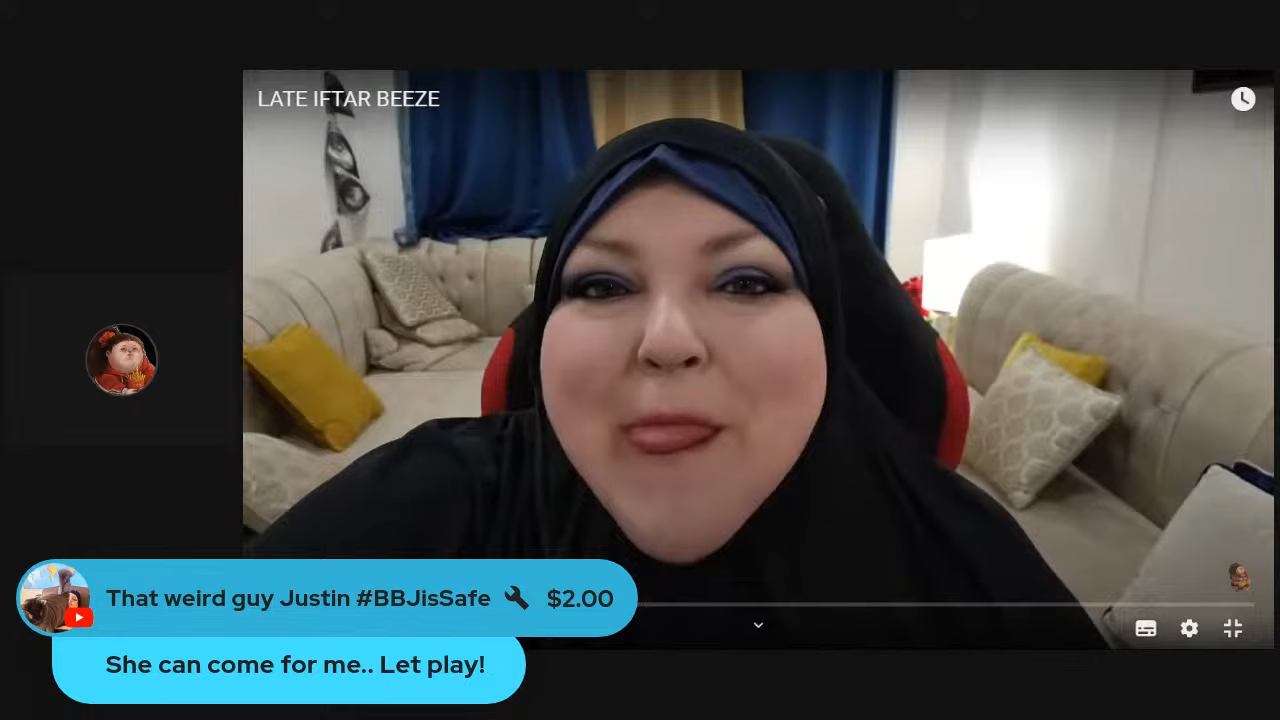 LATE IFTAR BEEZE
That weird guy Justin #BBJisSafe $2.00
She can come for me.. Let play!